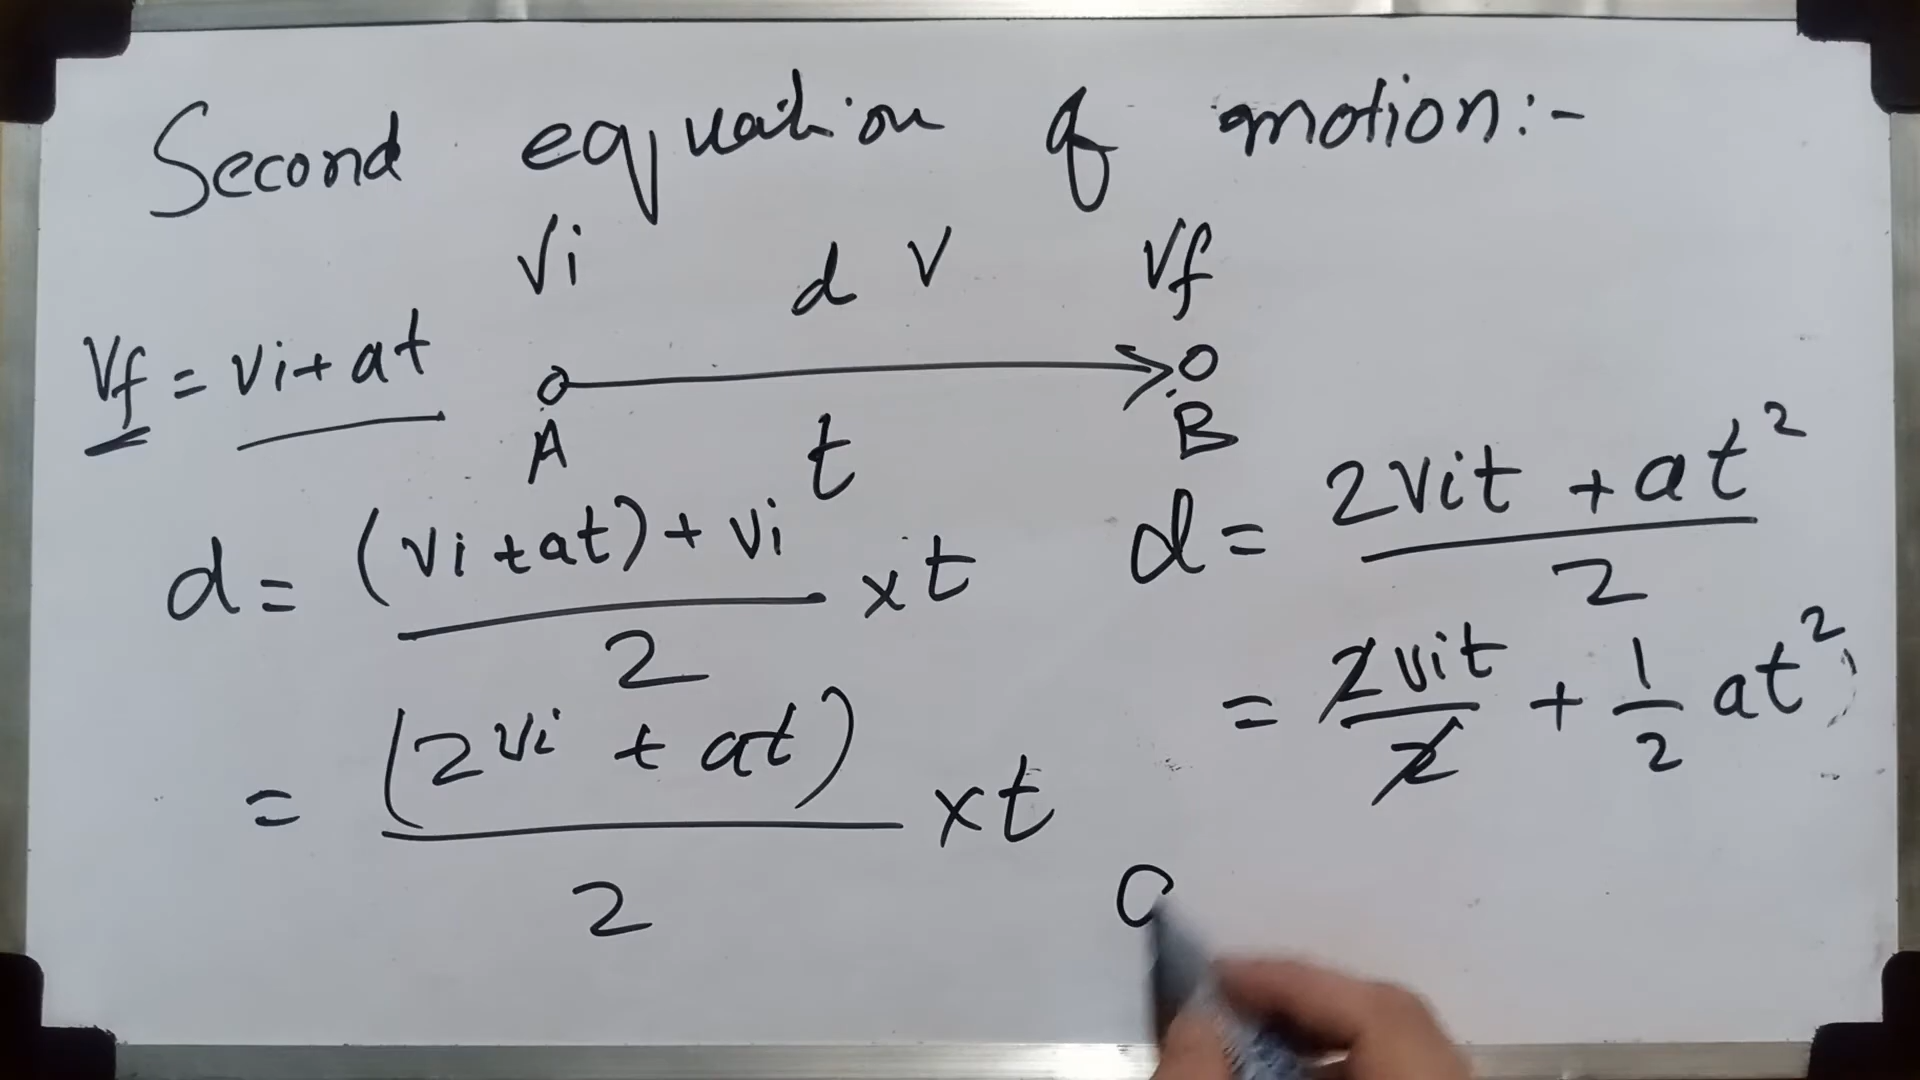 Second equation of motion:-
Vi d V Vf
Vf = vi + at
A t B
d = (vi + at) + vi / 2 x t
= (2vi + at) / 2 x t
d = 2vit + at² / 2
= 2vit / 2 + 1/2 at²